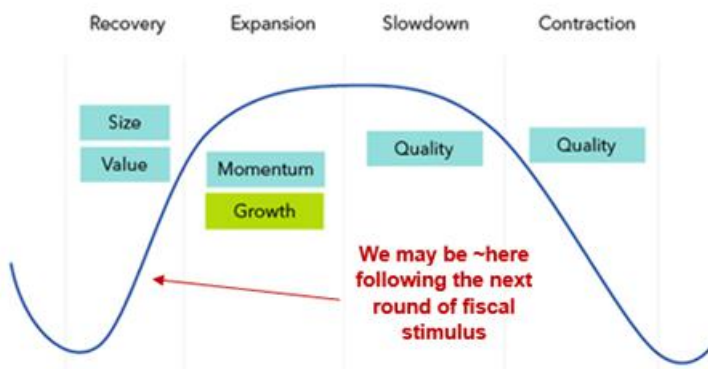 Recovery Expansion Slowdown Contraction
Size
Value
Momentum
Growth
Quality
Quality
We may be ~here
following the next
round of fiscal
stimulus